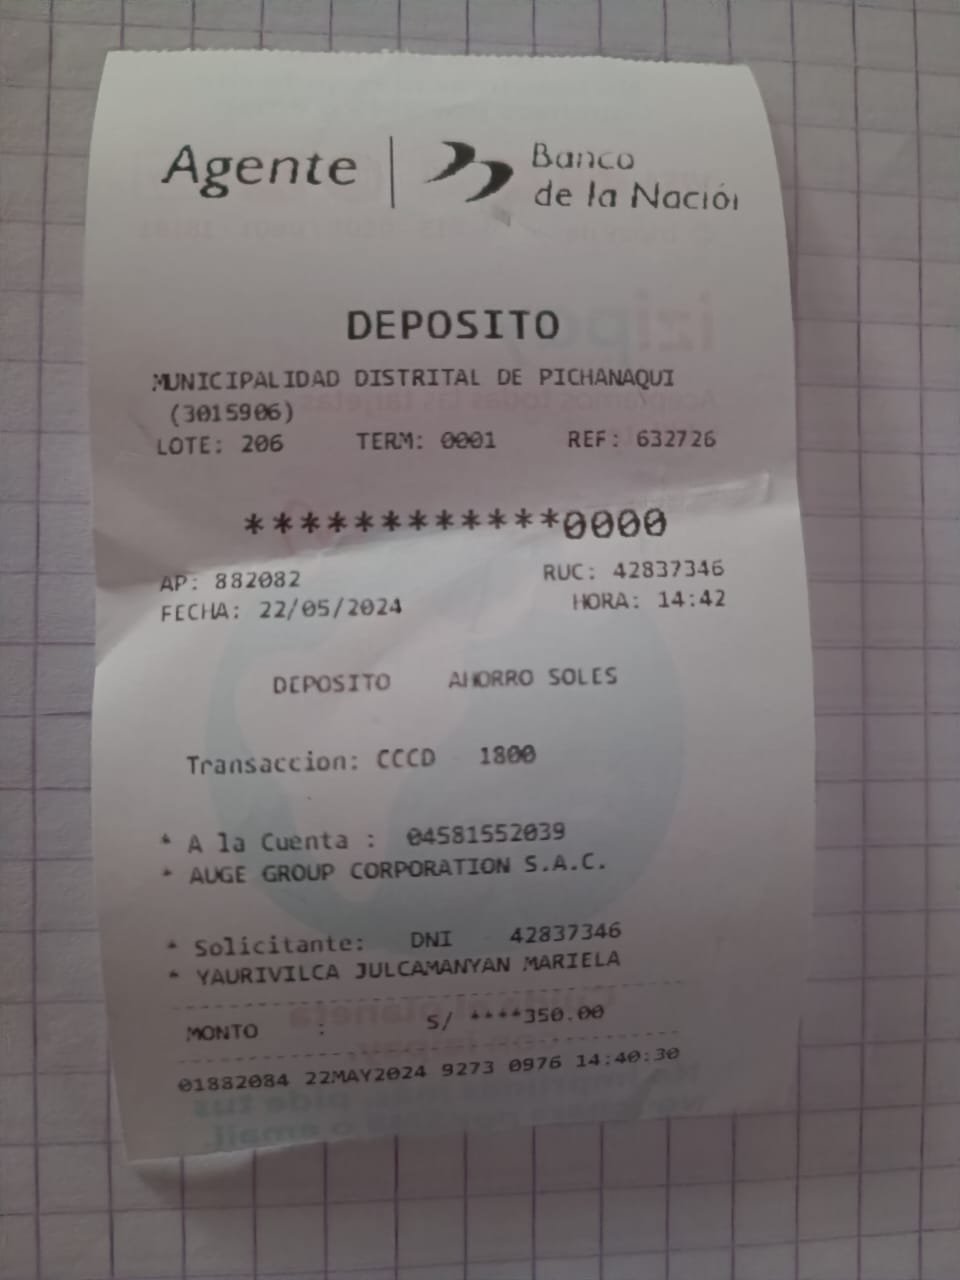 Agente | Banco
de la Nación
DEPOSITO
MUNICIPALIDAD DISTRITAL DE PICHANAQUI
(3015906)
LOTE: 206 TERM: 0001 REF: 632726
************0000
AP: 882082 RUC: 42837346
FECHA: 22/05/2024 HORA: 14:42
DEPOSITO AHORRO SOLES
Transaccion: CCCD 1800
* A la Cuenta : 04581552039
* AUGE GROUP CORPORATION S.A.C.
* Solicitante: DNI 42837346
* YAURIVILCA JULCAMANYAN MARIELA
MONTO : S/ ****350.00
01882084 22MAY2024 9273 0976 14:40:30